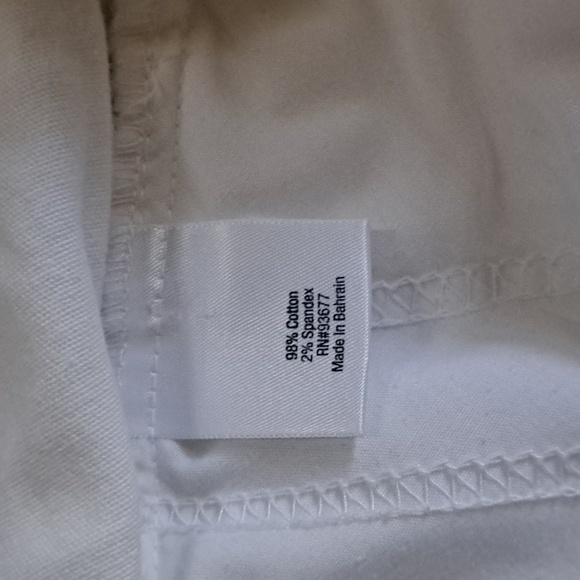 98% Cotton
2% Spandex
RN#93677
Made In Bahrain